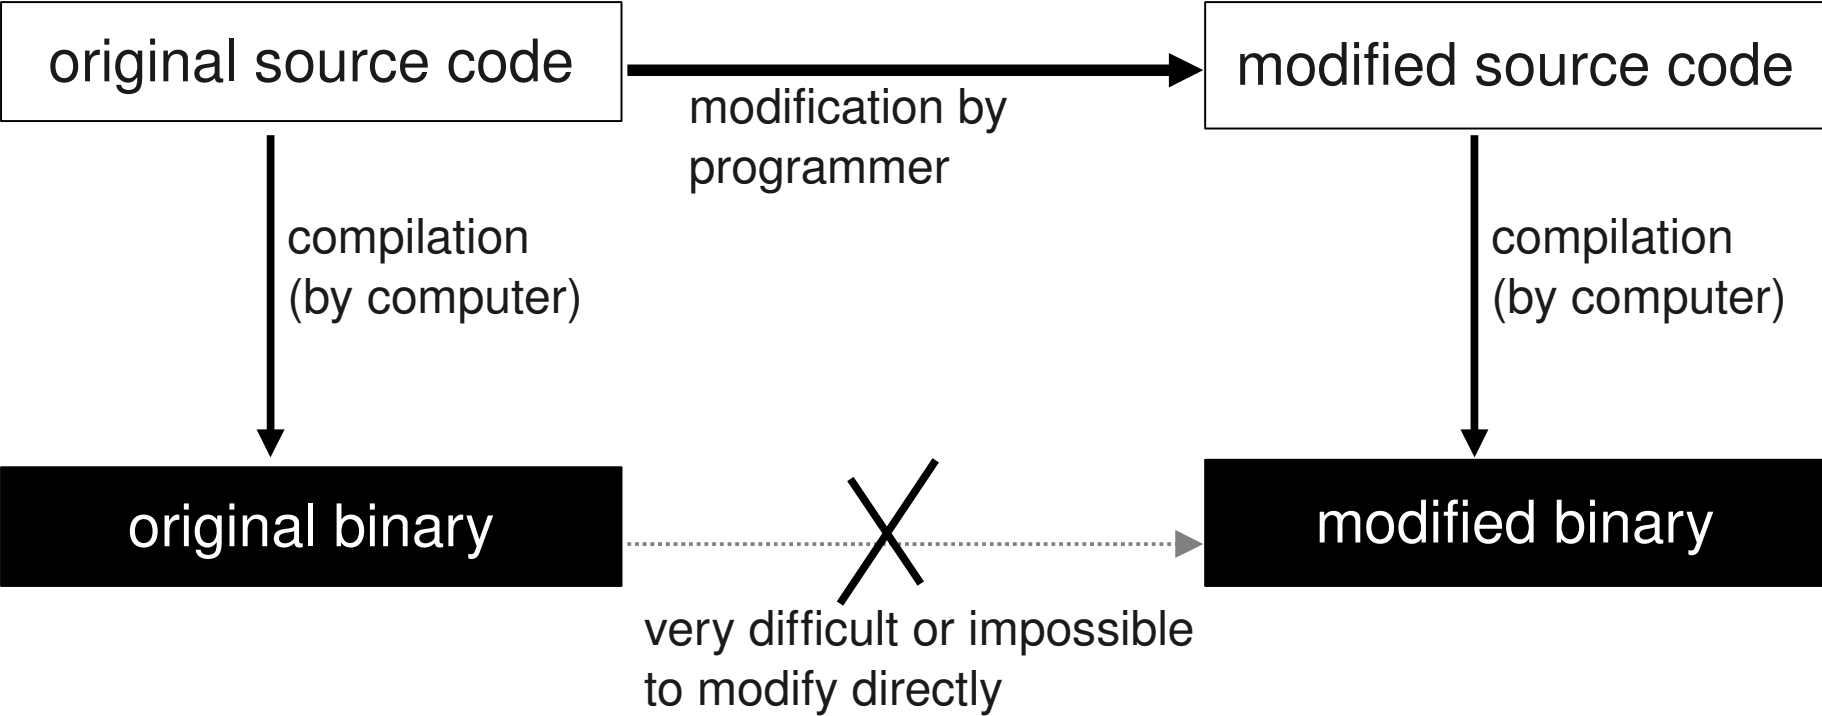 original source code
modified source code
modification by
programmer
compilation
(by computer)
compilation
(by computer)
original binary
modified binary
very difficult or impossible
to modify directly